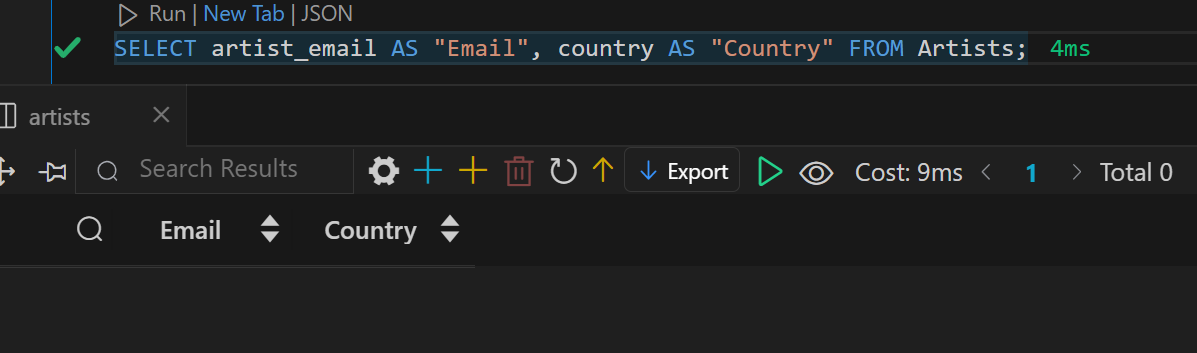 Run | New Tab | JSON
SELECT artist_email AS "Email", country AS "Country" FROM Artists; 4ms
artists
Search Results Export Cost: 9ms 1 Total 0
Email Country